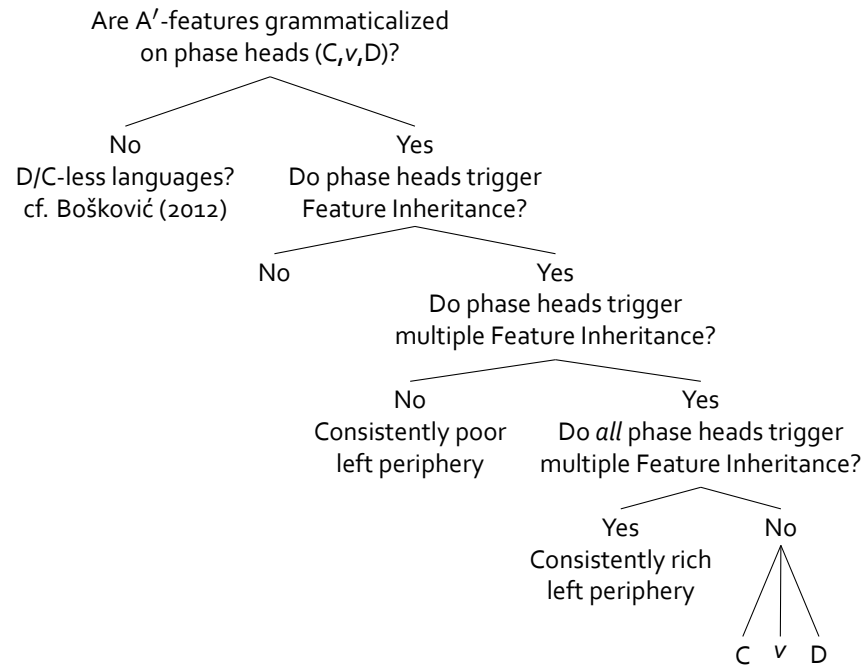 Are A′-features grammaticalized
on phase heads (C,v,D)?
No
D/C-less languages?
cf. Bošković (2012)
Yes
Do phase heads trigger
Feature Inheritance?
No
Yes
Do phase heads trigger
multiple Feature Inheritance?
No
Consistently poor
left periphery
Yes
Do all phase heads trigger
multiple Feature Inheritance?
Yes
Consistently rich
left periphery
No
C v D